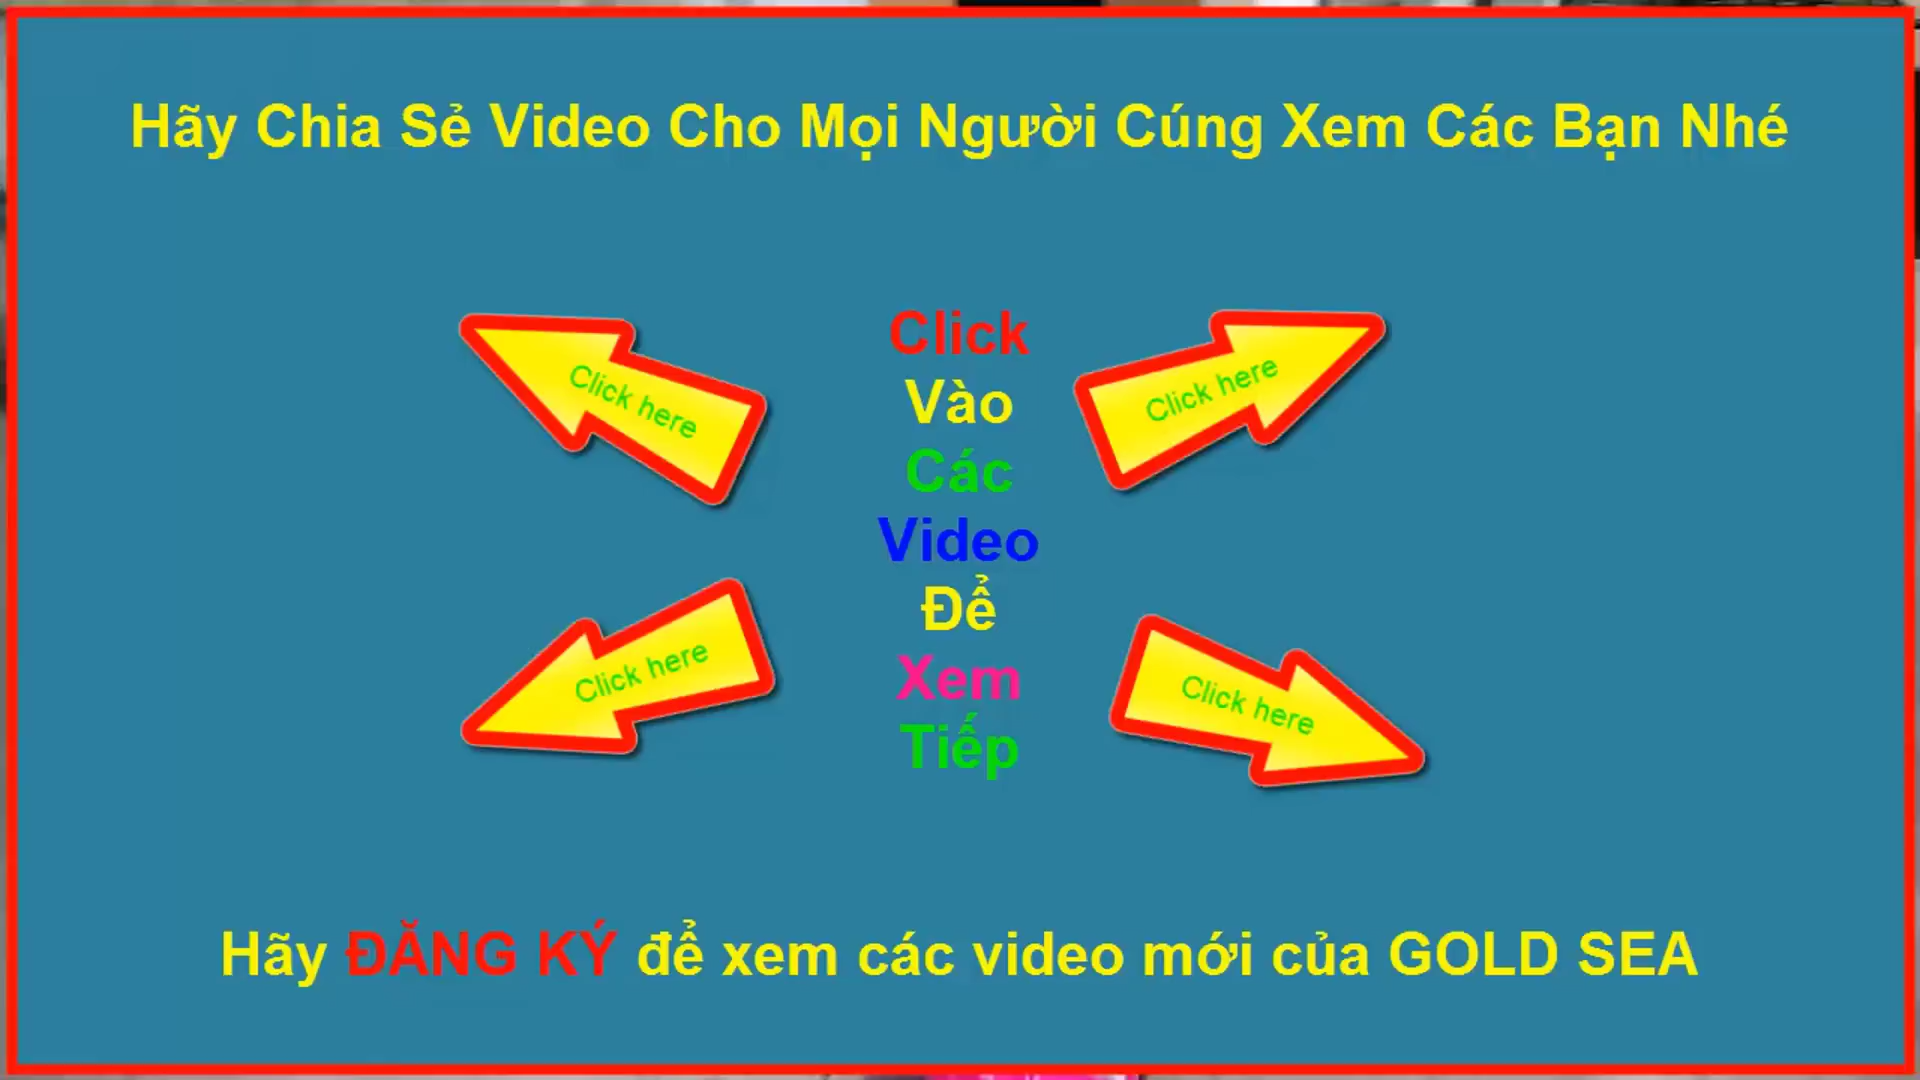 Hãy Chia Sẻ Video Cho Mọi Người Cúng Xem Các Bạn Nhé
Click here
Click
Click here
Vào
Các
Video
Để
Click here
Xem
Click here
Tiếp
Hãy ĐĂNG KÝ để xem các video mới của GOLD SEA